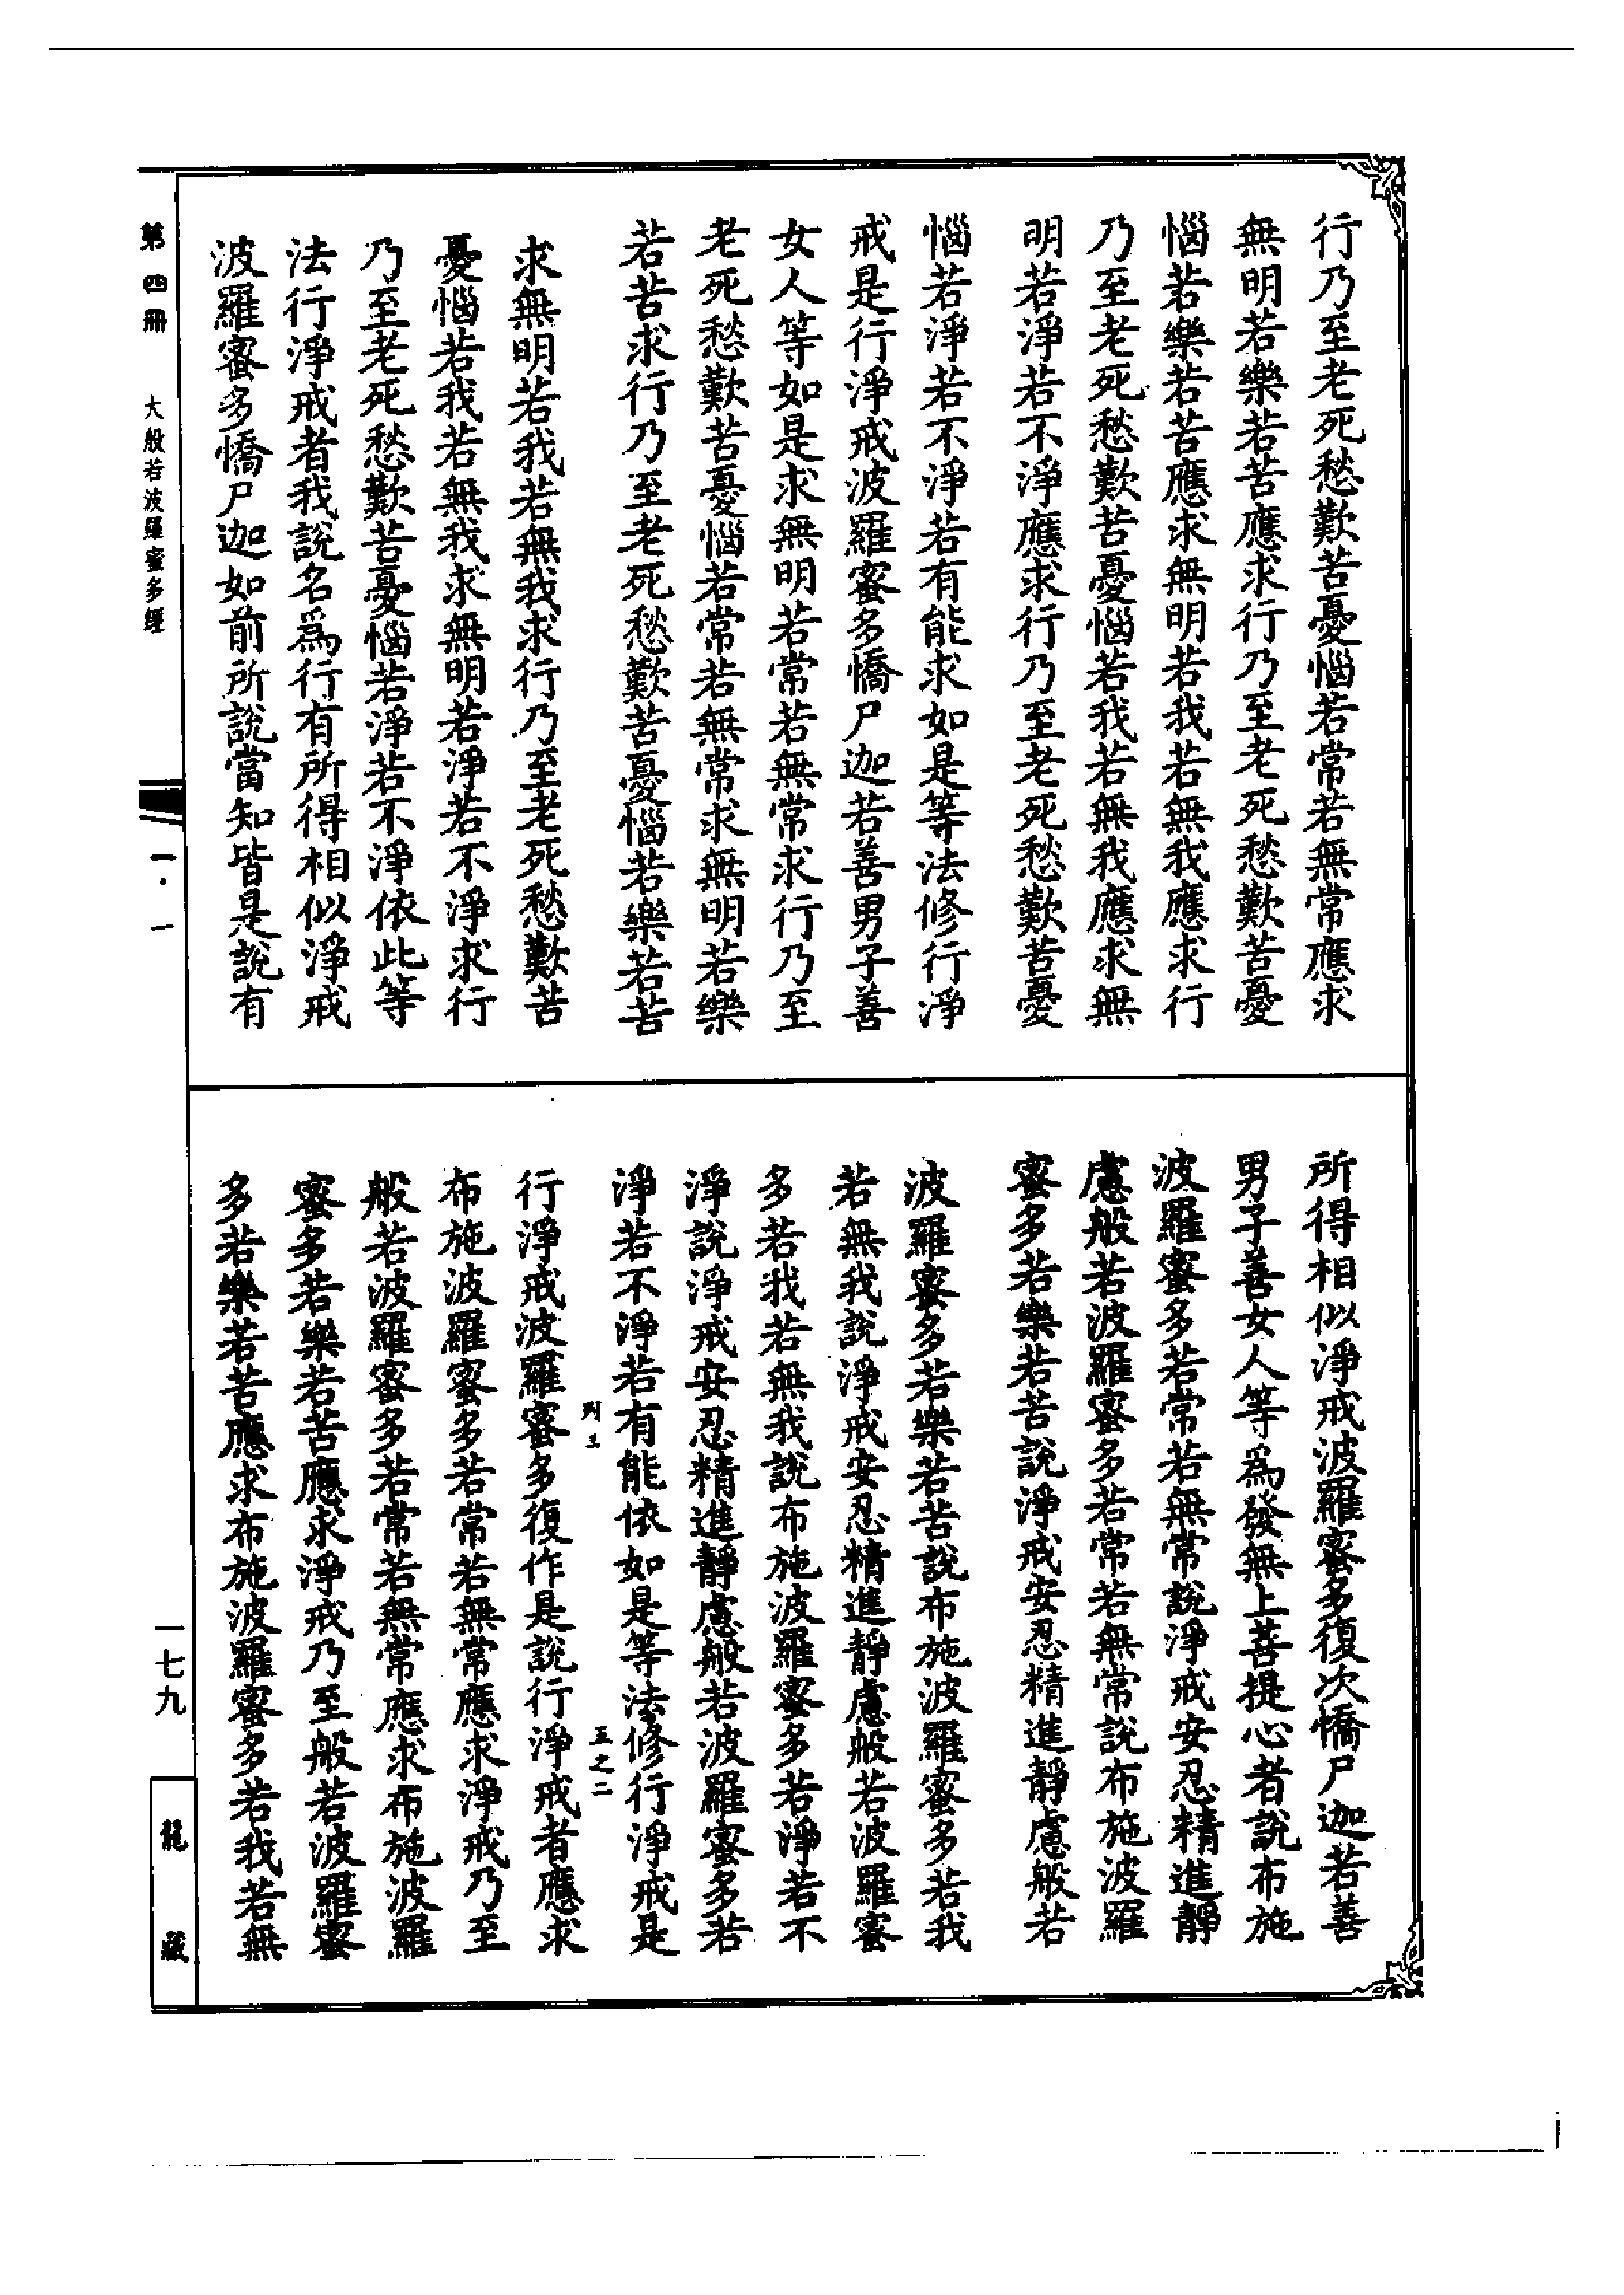 行乃至老死愁歎苦憂惱若常若無常應求
無明若樂若苦應求行乃至老死愁歎苦憂
惱若樂若苦應求無明若我若無我應求行
乃至老死愁歎苦憂惱若我若無我應求無
明若淨若不淨應求行乃至老死愁歎苦憂
惱若淨若不淨若有能求如是等法修行淨
戒是行淨戒波羅蜜多憍尸迦若善男子善
女人等如是求無明若常若無常求行乃至
老死愁歎苦憂惱若常若無常求無明若樂
若苦求行乃至老死愁歎苦憂惱若樂若苦
求無明若我若無我求行乃至老死愁歎苦
憂惱若我若無我求無明若淨若不淨求行
乃至老死愁歎苦憂惱若淨若不淨依此等
法行淨戒者我說名爲行有所得相似淨戒
波羅蜜多憍尸迦如前所說當知皆是說有
所得相似淨戒波羅蜜多復次憍尸迦若善
男子善女人等爲發無上菩提心者說布施
波羅蜜多若常若無常說淨戒安忍精進靜
慮般若波羅蜜多若常若無常說布施波羅
蜜多若樂若苦說淨戒安忍精進靜慮般若
波羅蜜多若樂若苦說布施波羅蜜多若我
若無我說淨戒安忍精進靜慮般若波羅蜜
多若我若無我說布施波羅蜜多若淨若不
淨說淨戒安忍精進靜慮般若波羅蜜多若
淨若不淨若有能依如是等法修行淨戒是
五之二
行淨戒波羅蜜多復作是說行淨戒者應求
布施波羅蜜多若常若無常應求淨戒乃至
般若波羅蜜多若常若無常應求布施波羅
蜜多若樂若苦應求淨戒乃至般若波羅蜜
多若樂若苦應求布施波羅蜜多若我若無
第四冊 大般若波羅蜜多經 一·一
一七九
龍藏